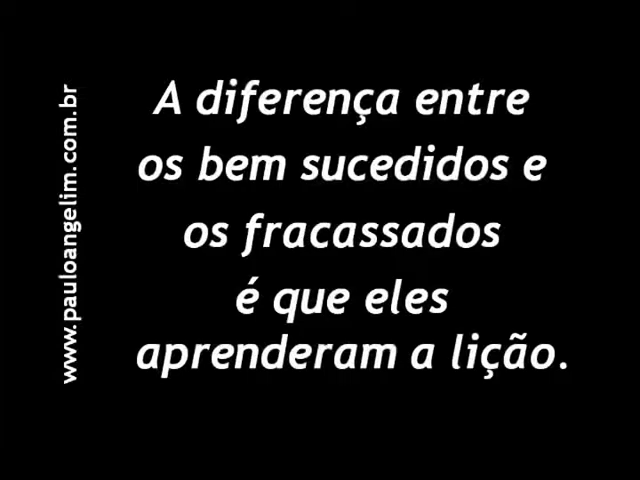 A diferença entre
os bem sucedidos e
os fracassados
é que eles
aprenderam a lição.
www.pauloangelim.com.br